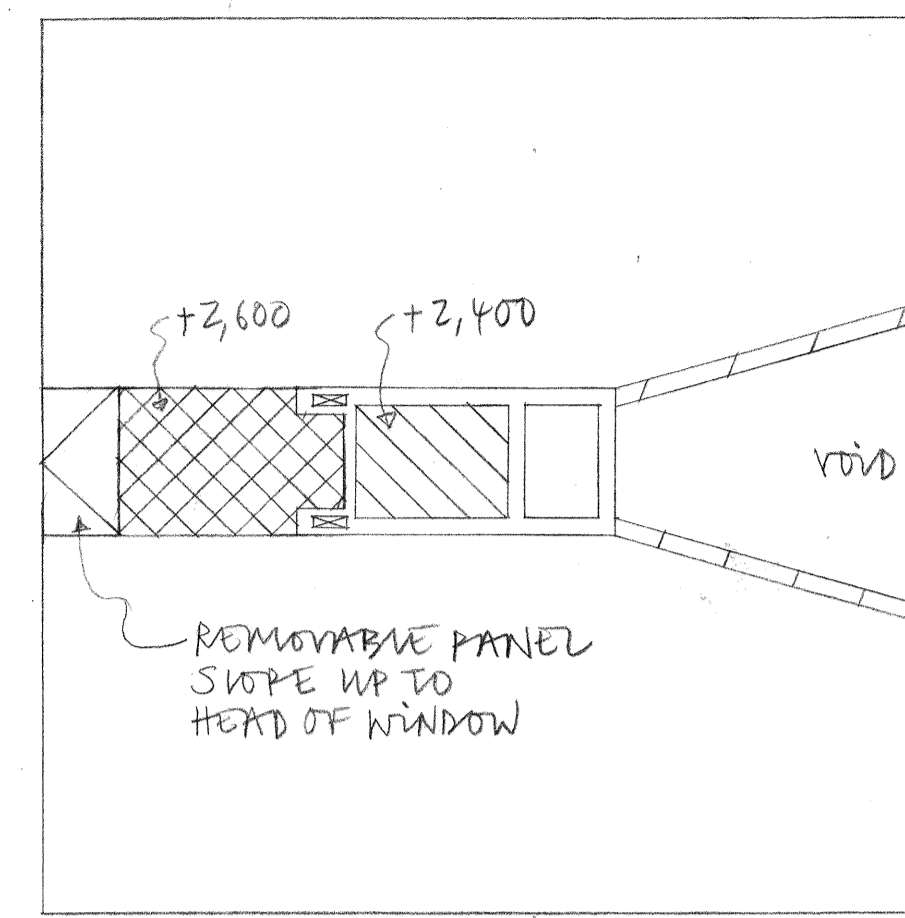 +2,600
+2,400
VOID
REMOVABLE PANEL
SLOPE UP TO
HEAD OF WINDOW